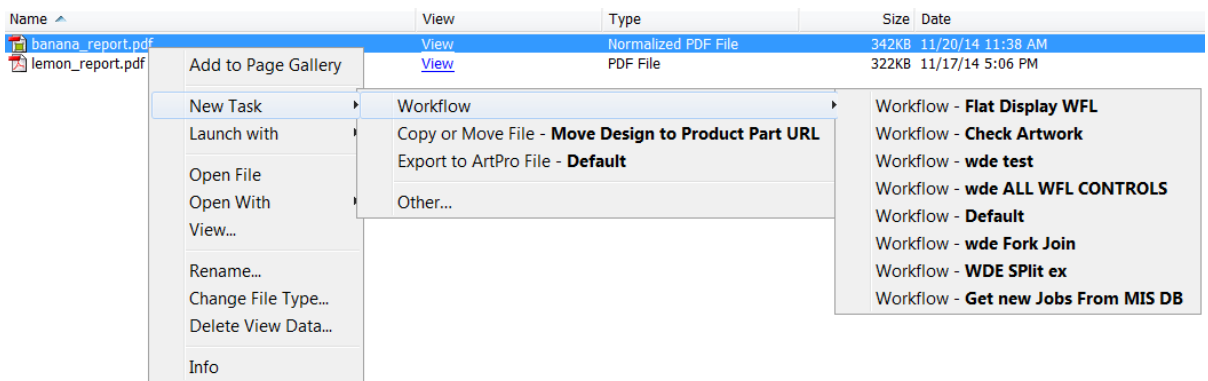 Name View Type Size Date
banana_report.pdf View Normalized PDF File 342KB 11/20/14 11:38 AM
lemon_report.pdf View PDF File 322KB 11/17/14 5:06 PM
Add to Page Gallery
New Task
Launch with
Open File
Open With
View...
Rename...
Change File Type...
Delete View Data...
Info
Workflow
Copy or Move File - Move Design to Product Part URL
Export to ArtPro File - Default
Other...
Workflow - Flat Display WFL
Workflow - Check Artwork
Workflow - wde test
Workflow - wde ALL WFL CONTROLS
Workflow - Default
Workflow - wde Fork Join
Workflow - WDE SPlit ex
Workflow - Get new Jobs From MIS DB